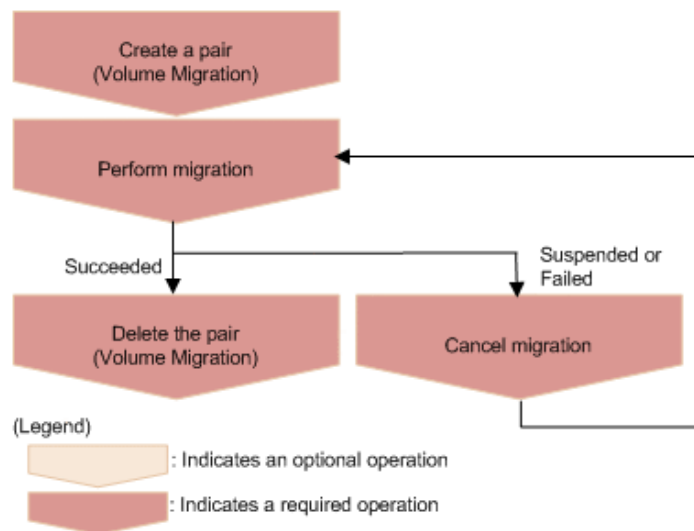 Create a pair
(Volume Migration)
Perform migration
Succeeded
Suspended or
Failed
Delete the pair
(Volume Migration)
Cancel migration
(Legend)
: Indicates an optional operation
: Indicates a required operation